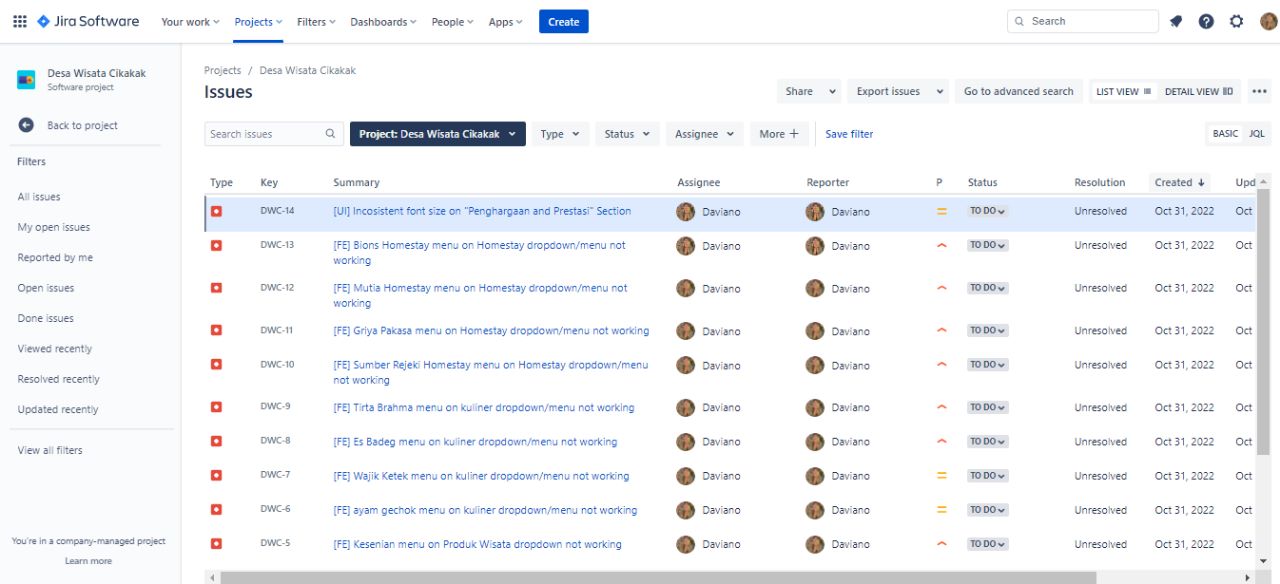 Jira Software Your work Projects Filters Dashboards People Apps Create Search
Desa Wisata Cikakak
Software project
Back to project
Filters
All issues
My open issues
Reported by me
Open issues
Done issues
Viewed recently
Resolved recently
Updated recently
View all filters
You're in a company-managed project
Learn more
Projects / Desa Wisata Cikakak
Issues
Share Export issues Go to advanced search LIST VIEW DETAIL VIEW
Search issues Project: Desa Wisata Cikakak Type Status Assignee More + Save filter BASIC JQL
Type Key Summary Assignee Reporter P Status Resolution Created ↓ Upd
DWC-14 [UI] Incosistent font size on "Penghargaan and Prestasi" Section Daviano Daviano TO DO Unresolved Oct 31, 2022 Oct
DWC-13 [FE] Bions Homestay menu on Homestay dropdown/menu not Daviano Daviano TO DO Unresolved Oct 31, 2022 Oct
working
DWC-12 [FE] Mutia Homestay menu on Homestay dropdown/menu not Daviano Daviano TO DO Unresolved Oct 31, 2022 Oct
working
DWC-11 [FE] Griya Pakasa menu on Homestay dropdown/menu not working Daviano Daviano TO DO Unresolved Oct 31, 2022 Oct
DWC-10 [FE] Sumber Rejeki Homestay menu on Homestay dropdown/menu Daviano Daviano TO DO Unresolved Oct 31, 2022 Oct
not working
DWC-9 [FE] Tirta Brahma menu on kuliner dropdown/menu not working Daviano Daviano TO DO Unresolved Oct 31, 2022 Oct
DWC-8 [FE] Es Badeg menu on kuliner dropdown/menu not working Daviano Daviano TO DO Unresolved Oct 31, 2022 Oct
DWC-7 [FE] Wajik Ketek menu on kuliner dropdown/menu not working Daviano Daviano TO DO Unresolved Oct 31, 2022 Oct
DWC-6 [FE] ayam gechok menu on kuliner dropdown/menu not working Daviano Daviano TO DO Unresolved Oct 31, 2022 Oct
DWC-5 [FE] Kesenian menu on Produk Wisata dropdown not working Daviano Daviano TO DO Unresolved Oct 31, 2022 Oct